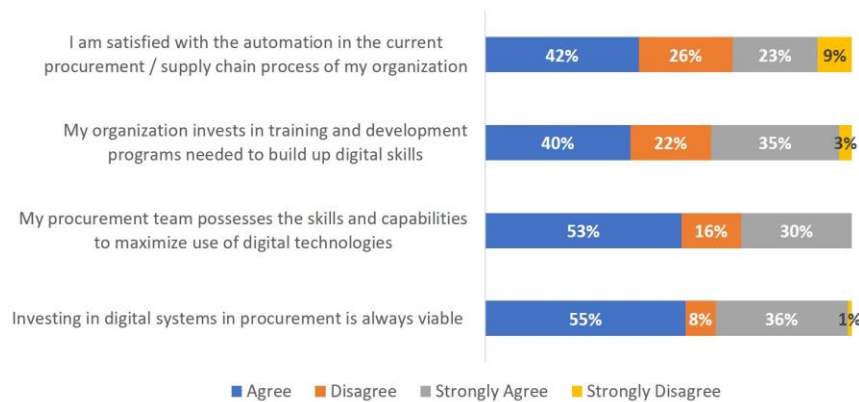 I am satisfied with the automation in the current
procurement / supply chain process of my organization
42% 26% 23% 9%
My organization invests in training and development
programs needed to build up digital skills
40% 22% 35% 3%
My procurement team possesses the skills and capabilities
to maximize use of digital technologies
53% 16% 30%
Investing in digital systems in procurement is always viable
55% 8% 36% 1%
Agree Disagree Strongly Agree Strongly Disagree